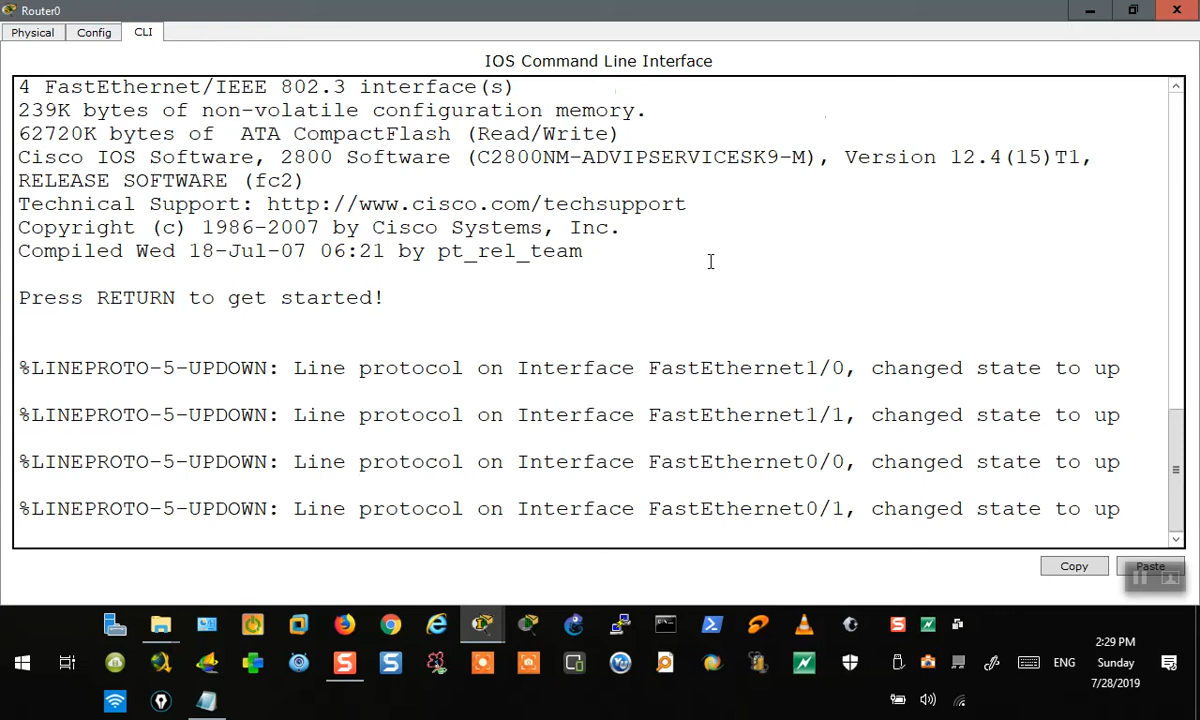 Router0
Physical Config CLI
IOS Command Line Interface
4 FastEthernet/IEEE 802.3 interface(s)
239K bytes of non-volatile configuration memory.
62720K bytes of  ATA CompactFlash (Read/Write)
Cisco IOS Software, 2800 Software (C2800NM-ADVIPSERVICESK9-M), Version 12.4(15)T1,
RELEASE SOFTWARE (fc2)
Technical Support: http://www.cisco.com/techsupport
Copyright (c) 1986-2007 by Cisco Systems, Inc.
Compiled Wed 18-Jul-07 06:21 by pt_rel_team
Press RETURN to get started!
%LINEPROTO-5-UPDOWN: Line protocol on Interface FastEthernet1/0, changed state to up
%LINEPROTO-5-UPDOWN: Line protocol on Interface FastEthernet1/1, changed state to up
%LINEPROTO-5-UPDOWN: Line protocol on Interface FastEthernet0/0, changed state to up
%LINEPROTO-5-UPDOWN: Line protocol on Interface FastEthernet0/1, changed state to up
Copy Paste
2:29 PM
ENG Sunday
7/28/2019